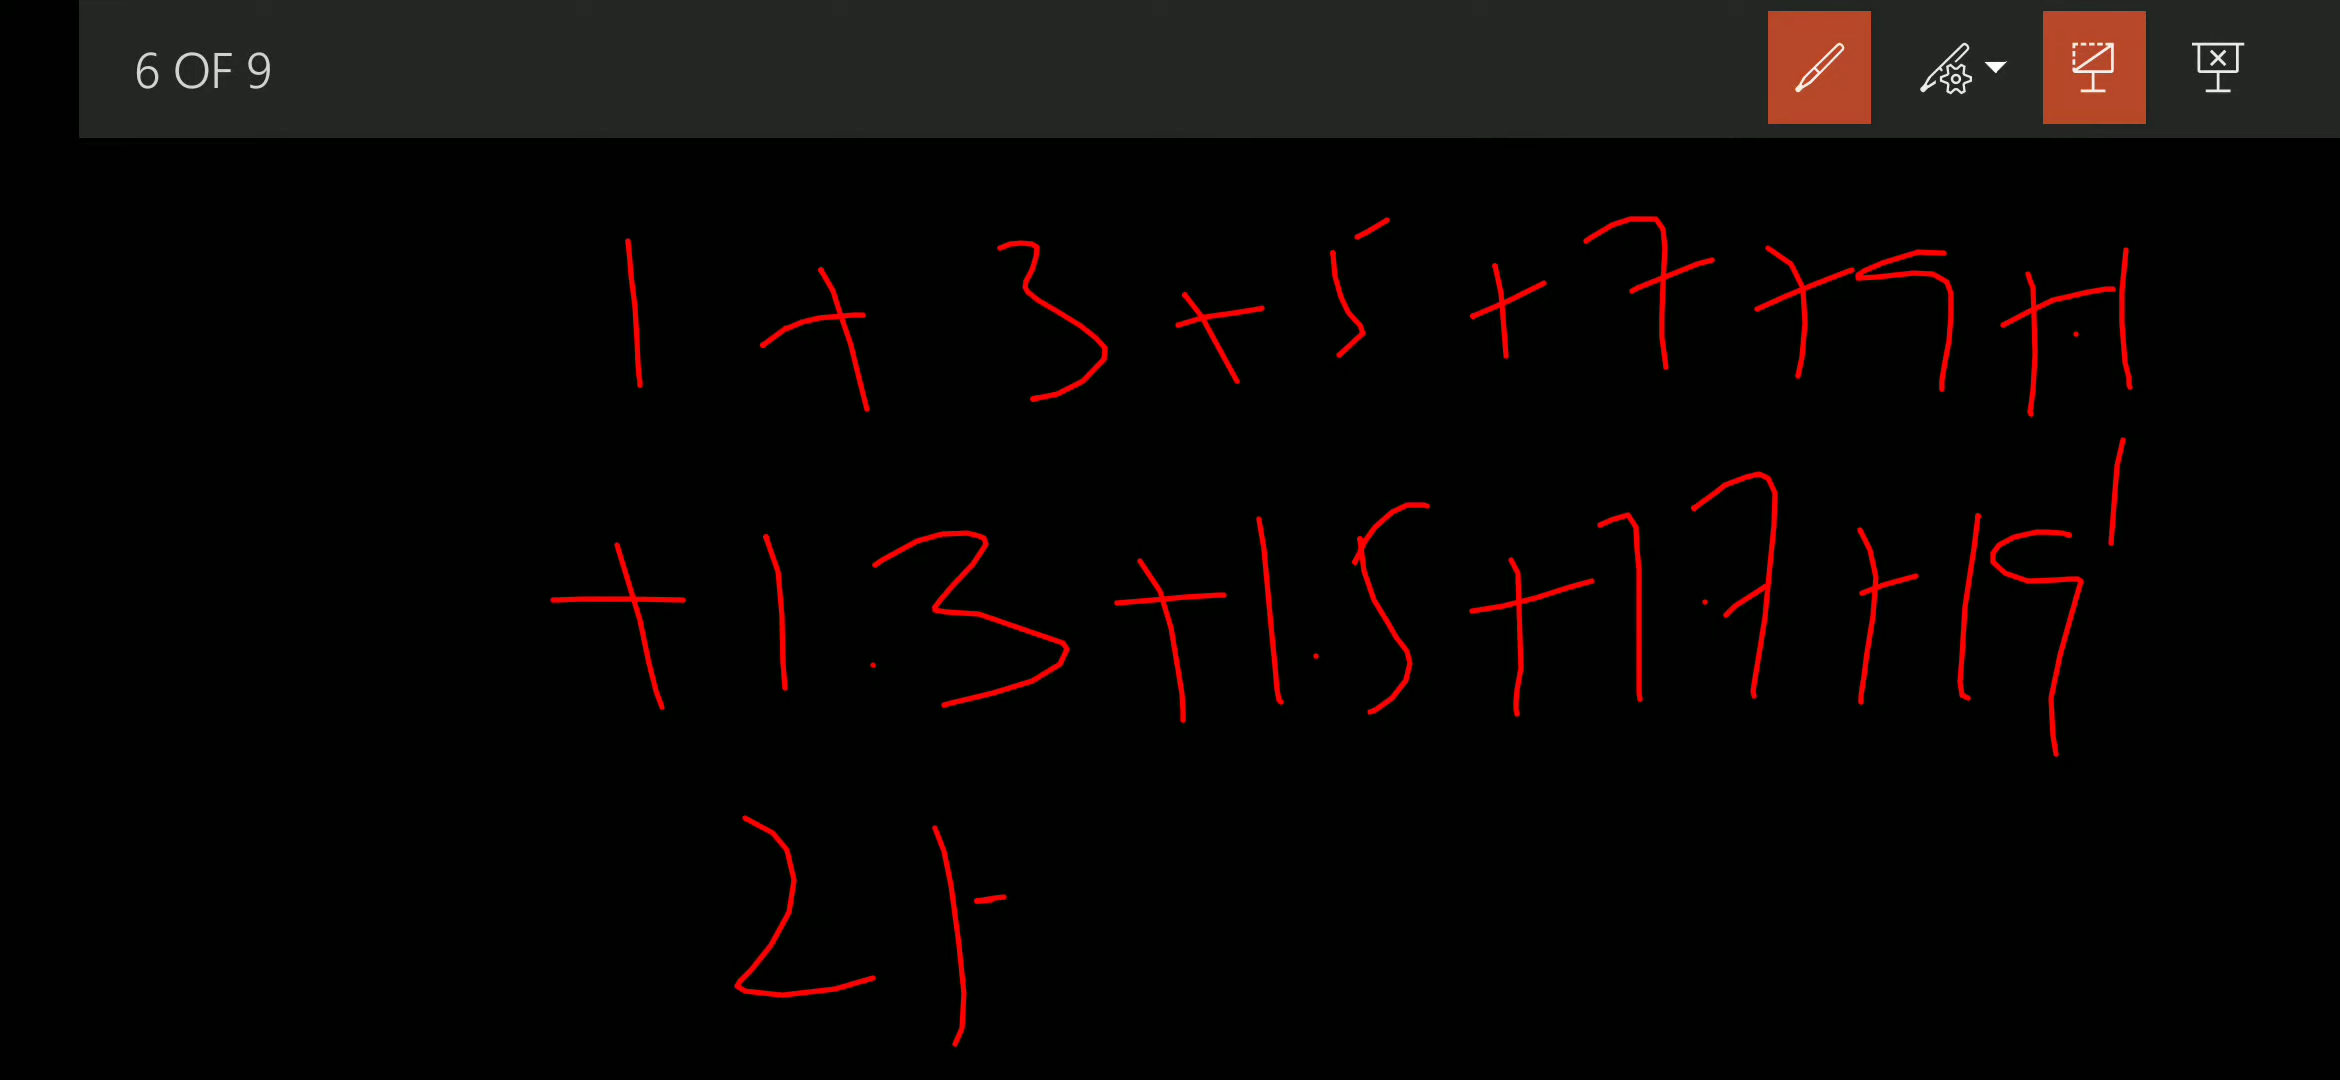 6 OF 9
1 + 3 + 5 + 7 + 9 + 11
+ 13 + 15 + 17 + 19
21